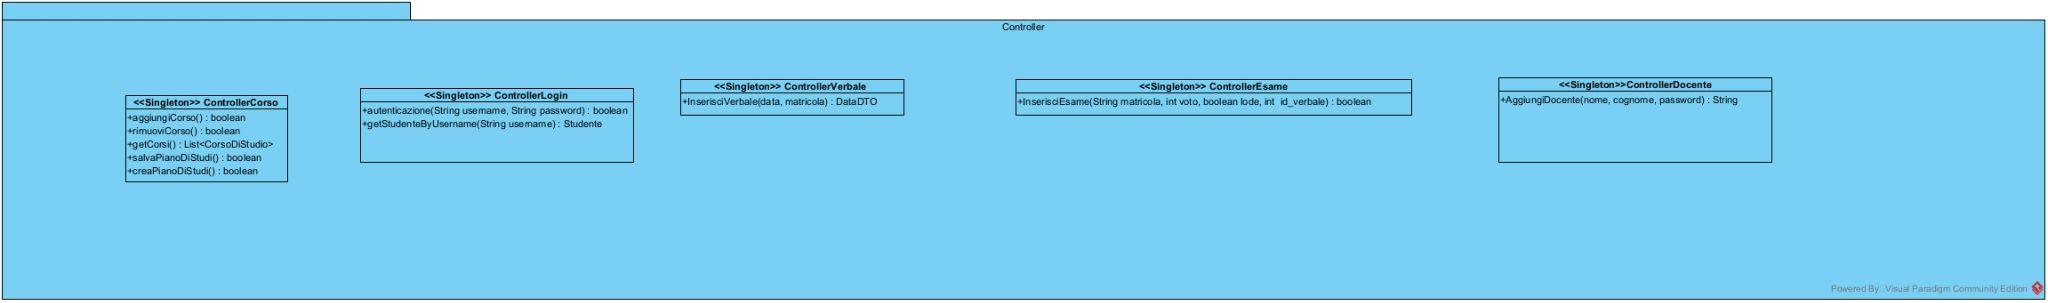 Controller
<<Singleton>> ControllerCorso
+aggiungiCorso() : boolean
+rimuoviCorso() : boolean
+getCorsi() : List<CorsoDiStudio>
+salvaPianoDiStudi() : boolean
+creaPianoDiStudi() : boolean
<<Singleton>> ControllerLogin
+autenticazione(String username, String password) : boolean
+getStudenteByUsername(String username) : Studente
<<Singleton>> ControllerVerbale
+InserisciVerbale(data, matricola) : DataDTO
<<Singleton>> ControllerEsame
+InserisciEsame(String matricola, int voto, boolean lode, int id_verbale) : boolean
<<Singleton>>ControllerDocente
+AggiungiDocente(nome, cognome, password) : String
Powered By: Visual Paradigm Community Edition